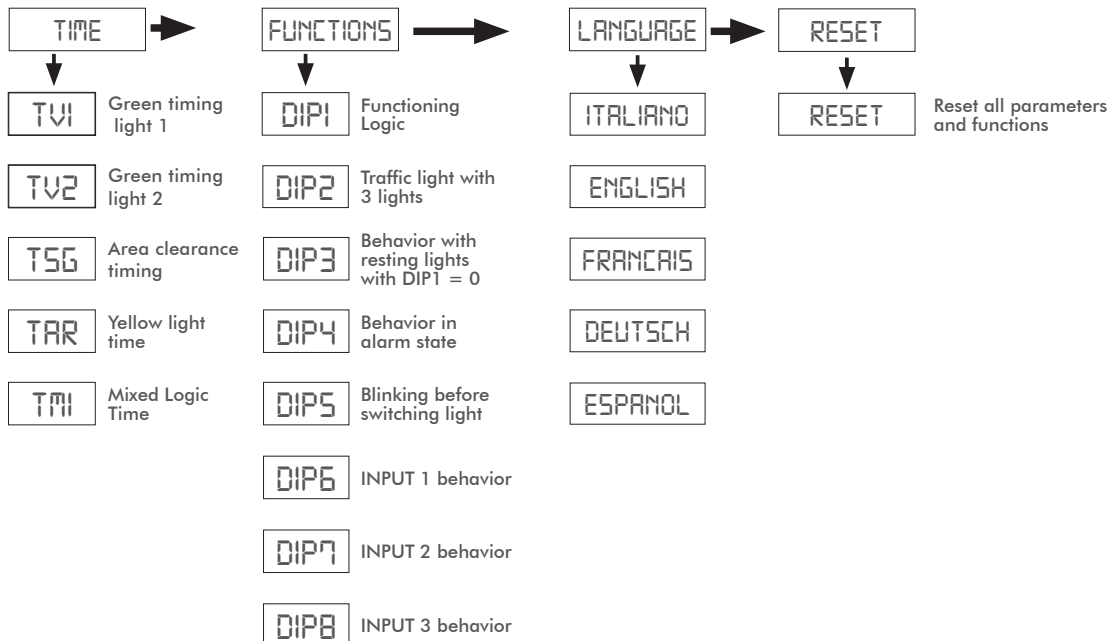 TIME
FUNCTIONS
LANGUAGE
RESET
TV1
Green timing
light 1
TV2
Green timing
light 2
TSG
Area clearance
timing
TAR
Yellow light
time
TMI
Mixed Logic
Time
DIP1
Functioning
Logic
DIP2
Traffic light with
3 lights
DIP3
Behavior with
resting lights
with DIP1 = 0
DIP4
Behavior in
alarm state
DIP5
Blinking before
switching light
DIP6
INPUT 1 behavior
DIP7
INPUT 2 behavior
DIP8
INPUT 3 behavior
ITALIANO
ENGLISH
FRANCAIS
DEUTSCH
ESPANOL
RESET
Reset all parameters
and functions